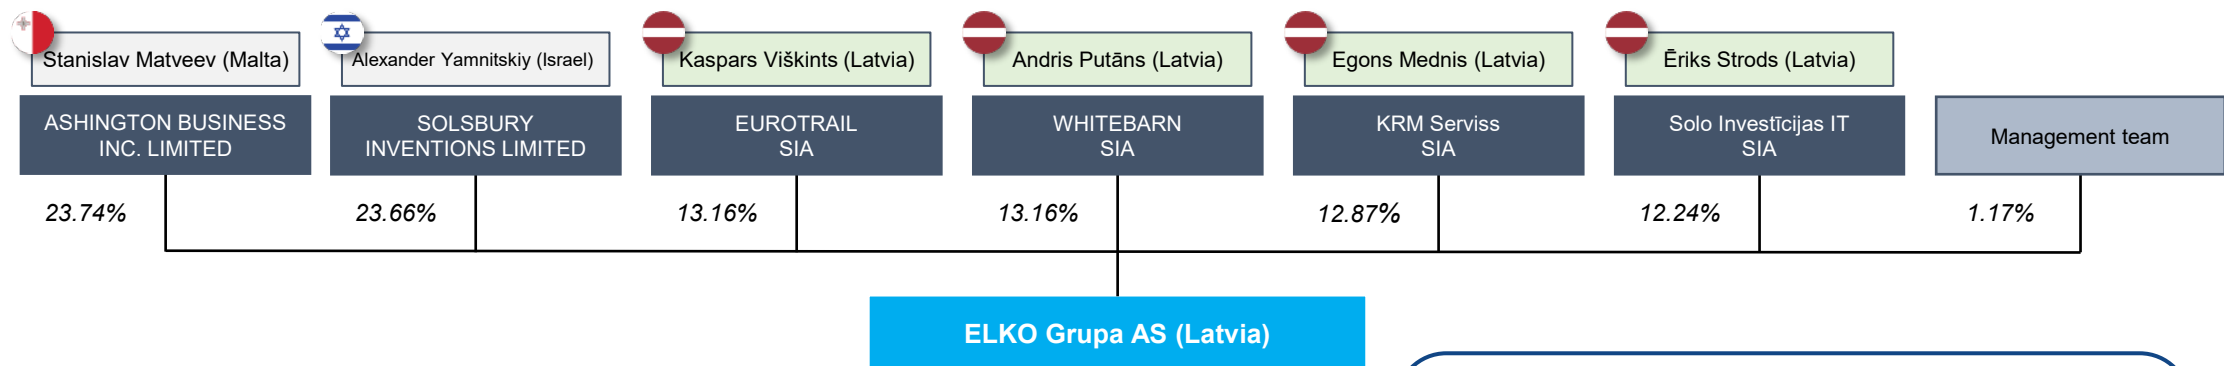 Stanislav Matveev (Malta)
Alexander Yamnitskiy (Israel)
Kaspars Viškints (Latvia)
Andris Putāns (Latvia)
Egons Mednis (Latvia)
Ēriks Strods (Latvia)
ASHINGTON BUSINESS
INC. LIMITED
SOLSBURY
INVENTIONS LIMITED
EUROTRAIL
SIA
WHITEBARN
SIA
KRM Serviss
SIA
Solo Investīcijas IT
SIA
Management team
23.74%
23.66%
13.16%
13.16%
12.87%
12.24%
1.17%
ELKO Grupa AS (Latvia)